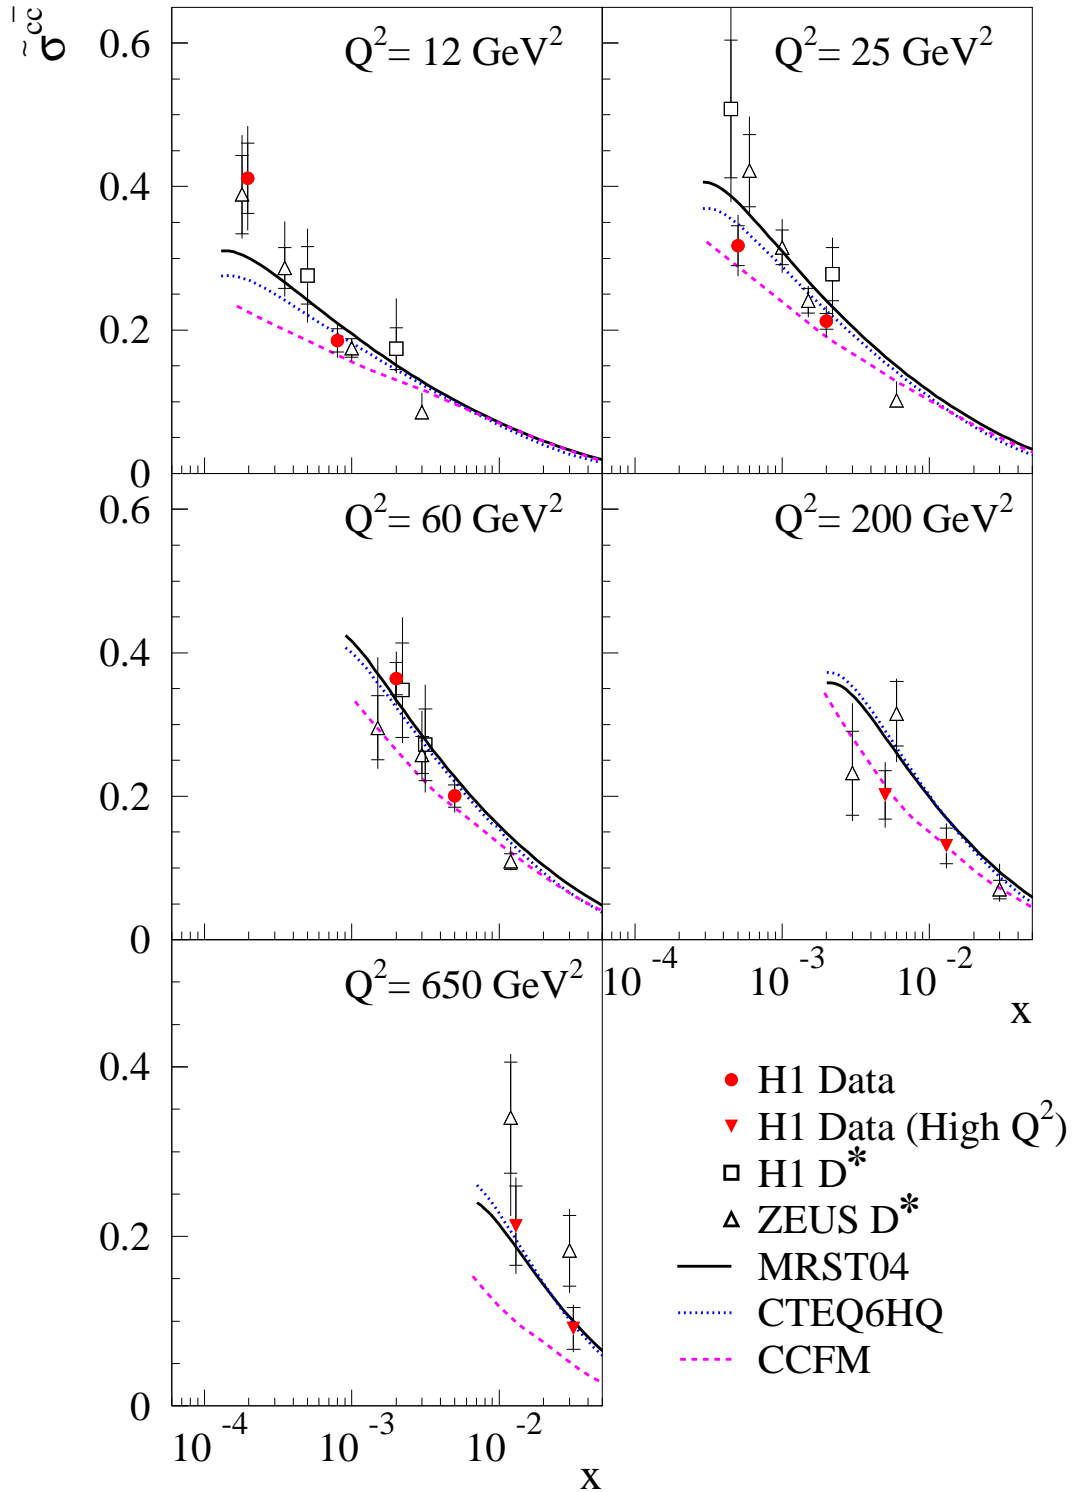 σ̃^cc̄
Q²= 12 GeV²
Q²= 25 GeV²
0.6
0.4
0.2
0
Q²= 60 GeV²
Q²= 200 GeV²
0.6
0.4
0.2
0
10⁻⁴ 10⁻³ 10⁻²
x
Q²= 650 GeV²
0.4
0.2
0
10⁻⁴ 10⁻³ 10⁻²
x
H1 Data
H1 Data (High Q²)
H1 D*
ZEUS D*
MRST04
CTEQ6HQ
CCFM